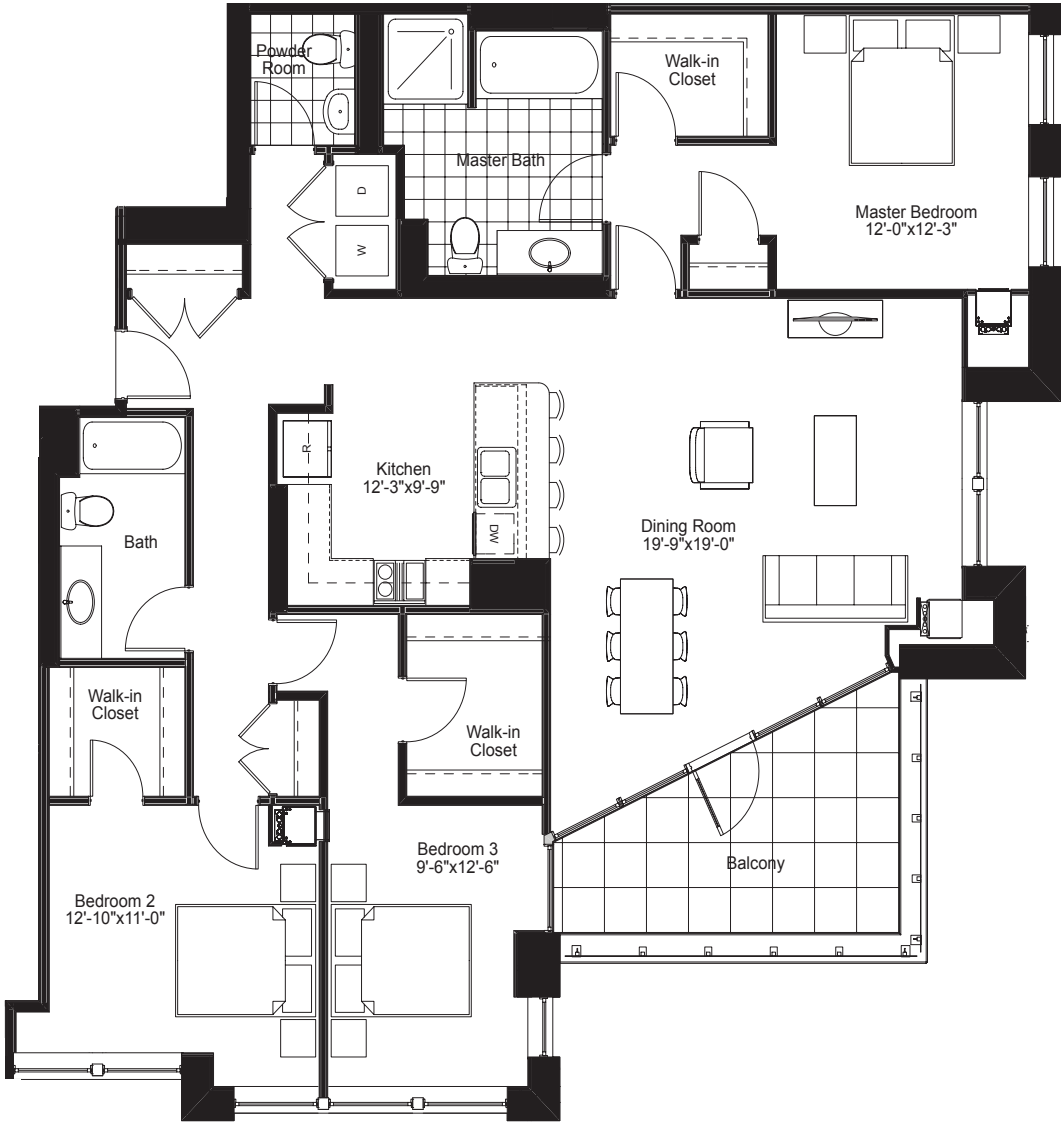 Powder
Room
Walk-in
Closet
Master Bath
D
W
Master Bedroom
12'-0"x12'-3"
R
Kitchen
12'-3"x9'-9"
DW
Dining Room
19'-9"x19'-0"
Bath
Walk-in
Closet
Walk-in
Closet
Bedroom 3
9'-6"x12'-6"
Balcony
Bedroom 2
12'-10"x11'-0"